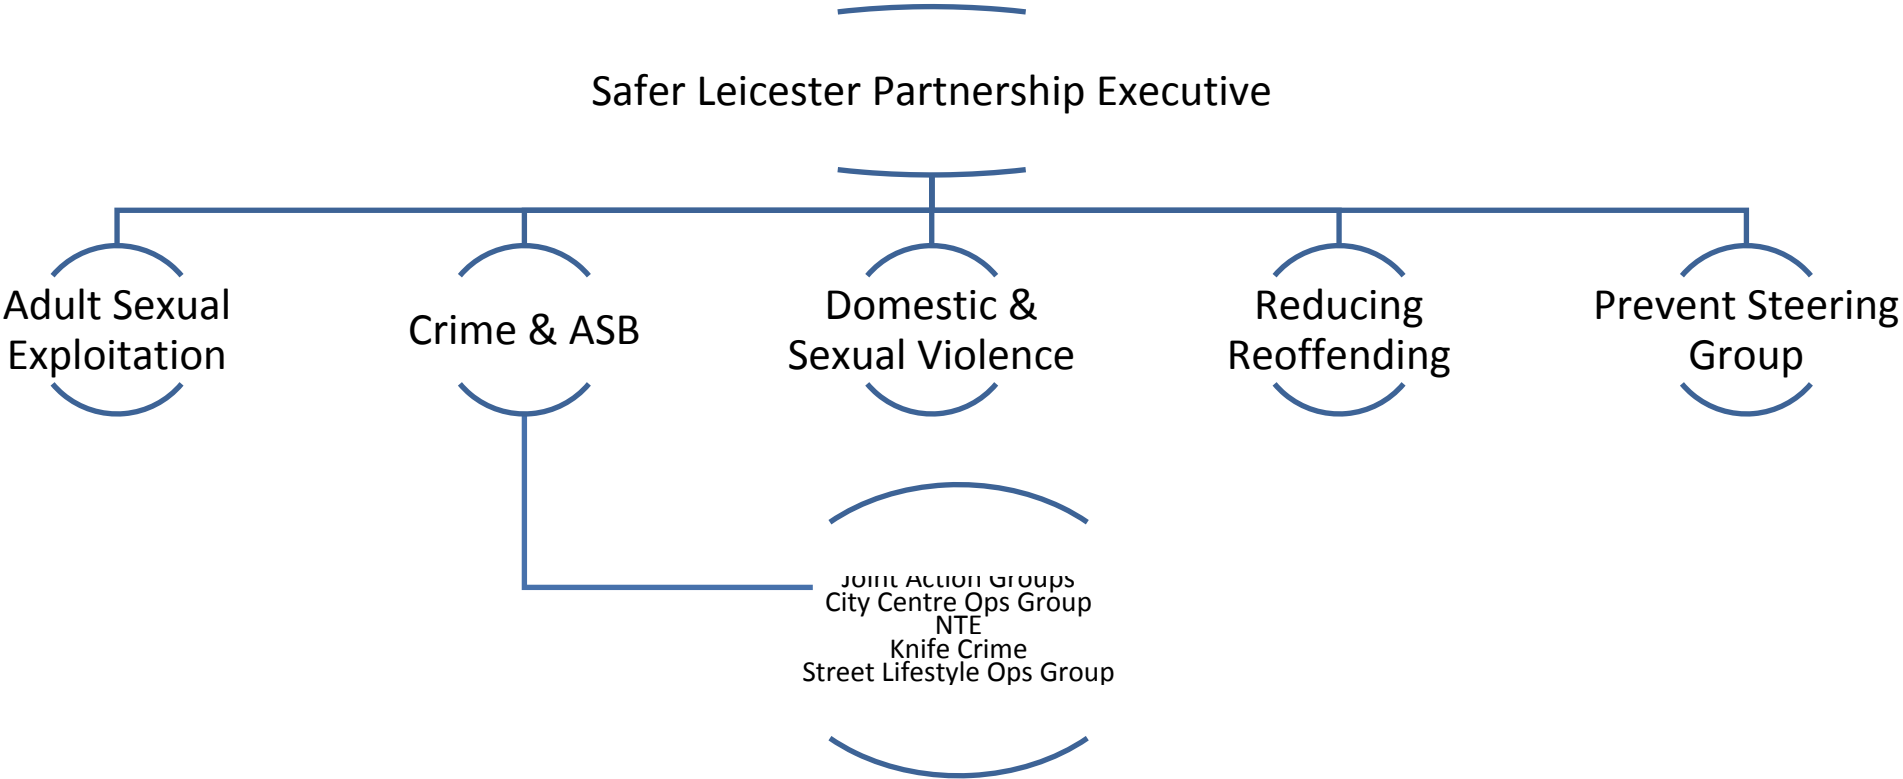 Safer Leicester Partnership Executive
Adult Sexual
Exploitation
Crime & ASB
Domestic &
Sexual Violence
Reducing
Reoffending
Prevent Steering
Group
Joint Action Groups
City Centre Ops Group
NTE
Knife Crime
Street Lifestyle Ops Group